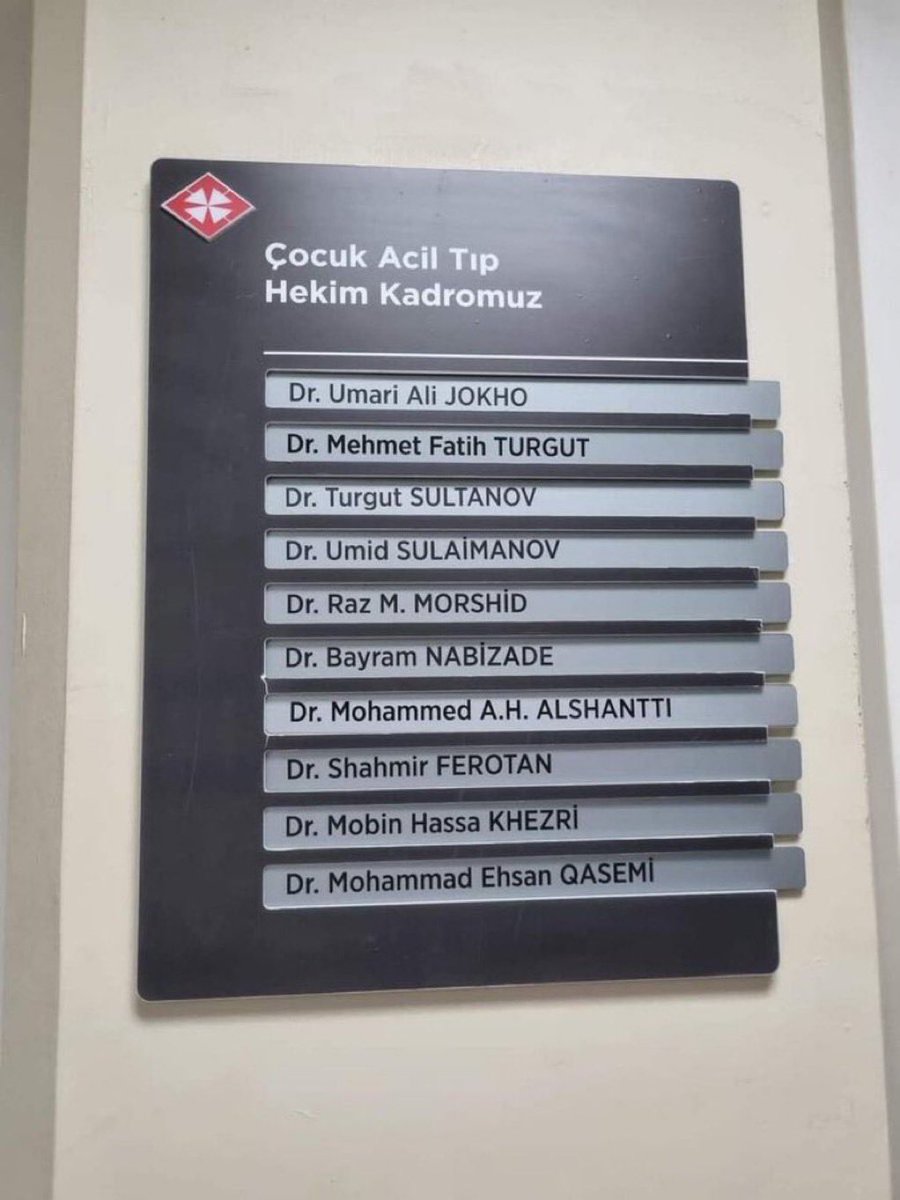 Çocuk Acil Tıp
Hekim Kadromuz
Dr. Umari Ali JOKHO
Dr. Mehmet Fatih TURGUT
Dr. Turgut SULTANOV
Dr. Umid SULAİMANOV
Dr. Raz M. MORSHİD
Dr. Bayram NABİZADE
Dr. Mohammed A.H. ALSHANTTI
Dr. Shahmir FEROTAN
Dr. Mobin Hassa KHEZRİ
Dr. Mohammad Ehsan QASEMİ